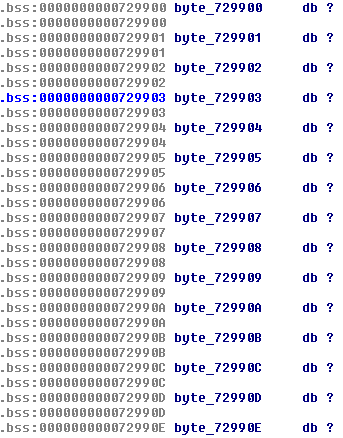 .bss:0000000000729900 byte_729900 db ?
.bss:0000000000729900
.bss:0000000000729901 byte_729901 db ?
.bss:0000000000729901
.bss:0000000000729902 byte_729902 db ?
.bss:0000000000729902
.bss:0000000000729903 byte_729903 db ?
.bss:0000000000729903
.bss:0000000000729904 byte_729904 db ?
.bss:0000000000729904
.bss:0000000000729905 byte_729905 db ?
.bss:0000000000729905
.bss:0000000000729906 byte_729906 db ?
.bss:0000000000729906
.bss:0000000000729907 byte_729907 db ?
.bss:0000000000729907
.bss:0000000000729908 byte_729908 db ?
.bss:0000000000729908
.bss:0000000000729909 byte_729909 db ?
.bss:0000000000729909
.bss:000000000072990A byte_72990A db ?
.bss:000000000072990A
.bss:000000000072990B byte_72990B db ?
.bss:000000000072990B
.bss:000000000072990C byte_72990C db ?
.bss:000000000072990C
.bss:000000000072990D byte_72990D db ?
.bss:000000000072990D
.bss:000000000072990E byte_72990E db ?